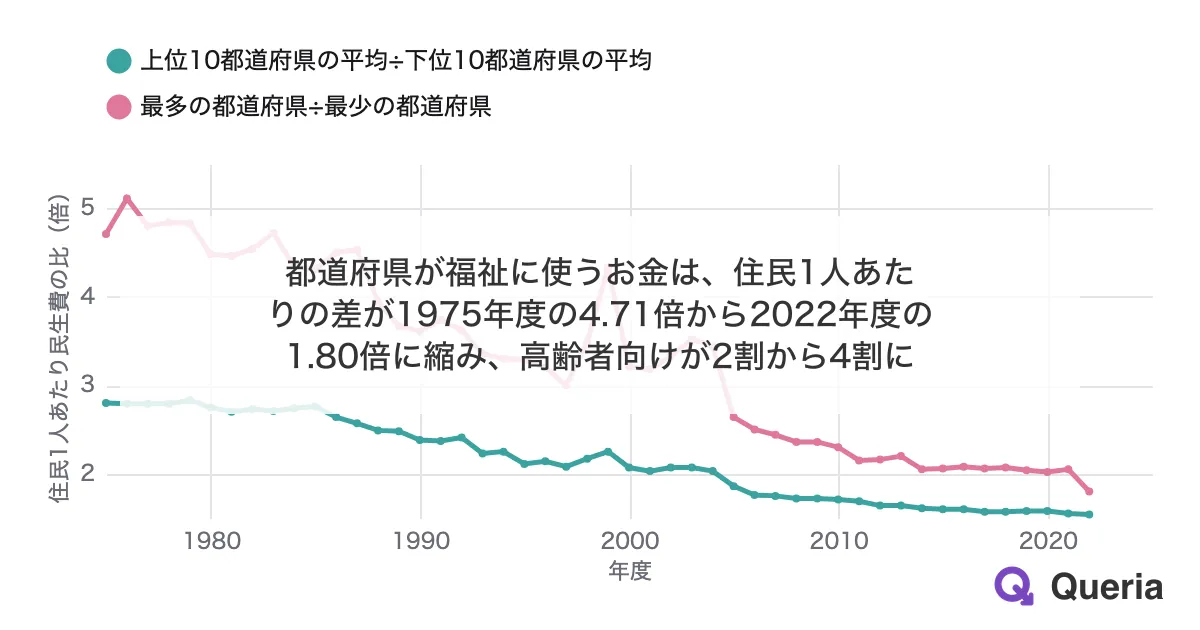 上位10都道府県の平均÷下位10都道府県の平均
最多の都道府県÷最少の都道府県
住民1人あたり民生費の比（倍）
5
4
3
2
都道府県が福祉に使うお金は、住民1人あた
りの差が1975年度の4.71倍から2022年度の
1.80倍に縮み、高齢者向けが2割から4割に
1980
1990
2000
2010
2020
年度
Queria